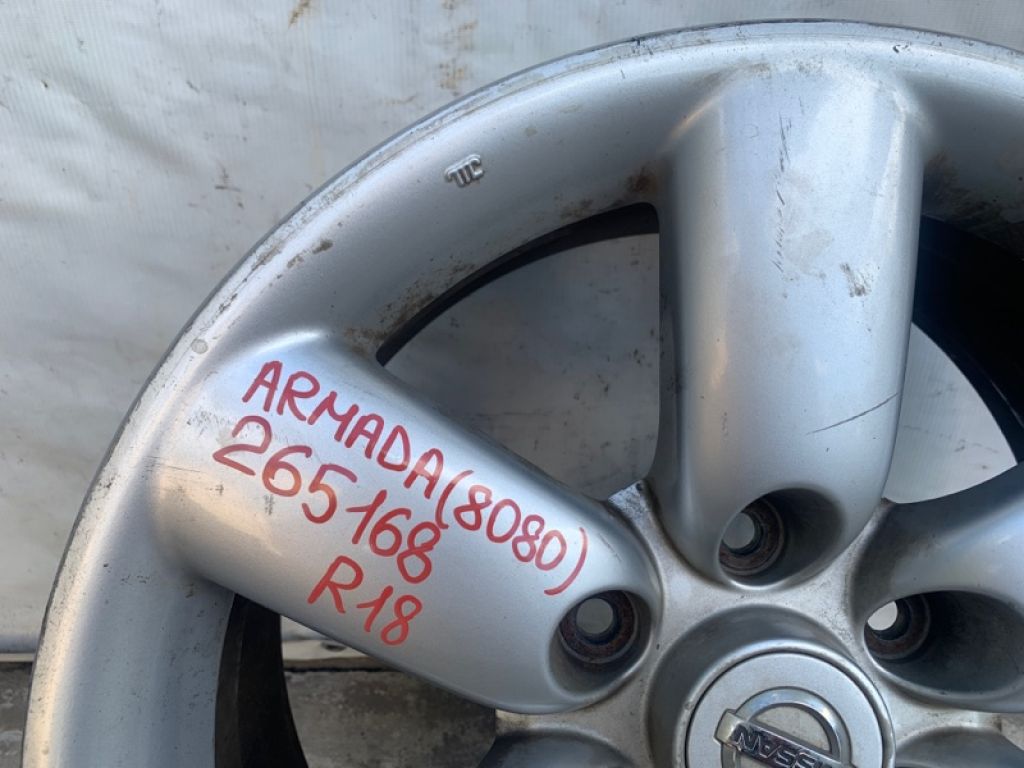 ARMADA(8080)
265168
R18
NISSAN